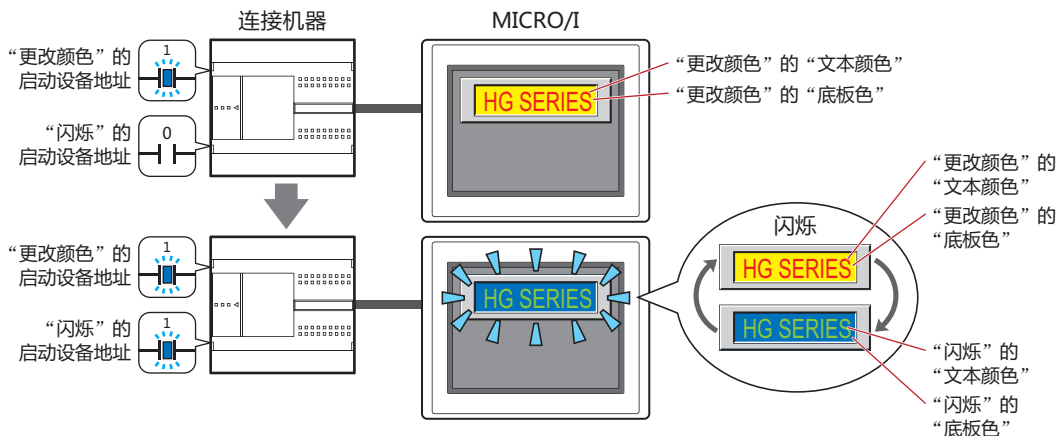 连接机器
MICRO/I
“更改颜色”的
启动设备地址
1
“闪烁”的
启动设备地址
0
HG SERIES
“更改颜色”的“文本颜色”
“更改颜色”的“底板色”
“更改颜色”的
启动设备地址
1
“闪烁”的
启动设备地址
1
HG SERIES
闪烁
HG SERIES
HG SERIES
“更改颜色”的
“文本颜色”
“更改颜色”的
“底板色”
“闪烁”的
“文本颜色”
“闪烁”的
“底板色”